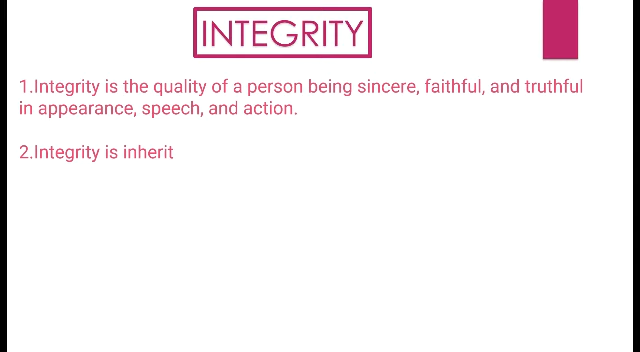 INTEGRITY
1.Integrity is the quality of a person being sincere, faithful, and truthful
in appearance, speech, and action.
2.Integrity is inherit